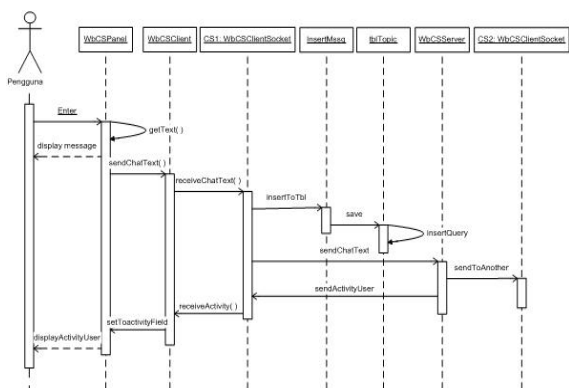 WbCSPanel
WbCSClient
CS1: WbCSClientSocket
InsertMssg
tblTopic
WbCSServer
CS2: WbCSClientSocket
Pengguna
Enter
getText( )
display message
sendChatText( )
receiveChatText( )
insertToTbl
save
insertQuery
sendChatText
sendToAnother
sendActivityUser
receiveActivity( )
setToactivityField
displayActivityUser